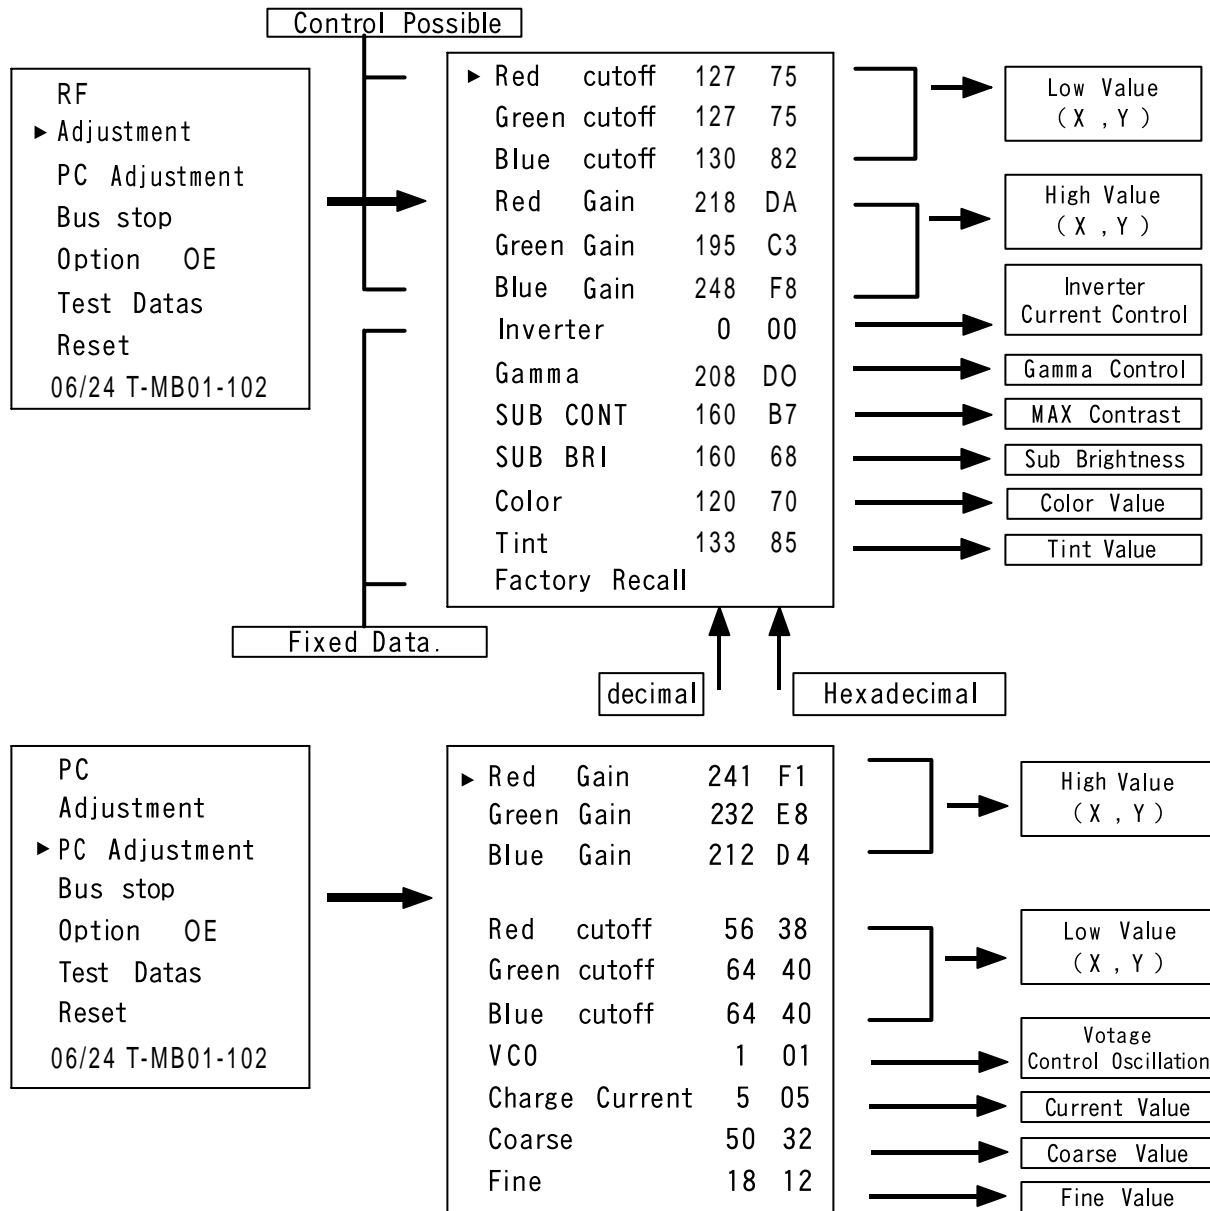 Control Possible
RF
Adjustment
PC Adjustment
Bus stop
Option OE
Test Datas
Reset
06/24 T-MB01-102
Red cutoff 127 75
Green cutoff 127 75
Blue cutoff 130 82
Red Gain 218 DA
Green Gain 195 C3
Blue Gain 248 F8
Inverter 0 00
Gamma 208 DO
SUB CONT 160 B7
SUB BRI 160 68
Color 120 70
Tint 133 85
Factory Recall
Low Value
(X , Y)
High Value
(X , Y)
Inverter
Current Control
Gamma Control
MAX Contrast
Sub Brightness
Color Value
Tint Value
Fixed Data.
decimal
Hexadecimal
PC
Adjustment
PC Adjustment
Bus stop
Option OE
Test Datas
Reset
06/24 T-MB01-102
Red Gain 241 F1
Green Gain 232 E8
Blue Gain 212 D4
Red cutoff 56 38
Green cutoff 64 40
Blue cutoff 64 40
VCO 1 01
Charge Current 5 05
Coarse 50 32
Fine 18 12
High Value
(X , Y)
Low Value
(X , Y)
Votage
Control Oscillation
Current Value
Coarse Value
Fine Value